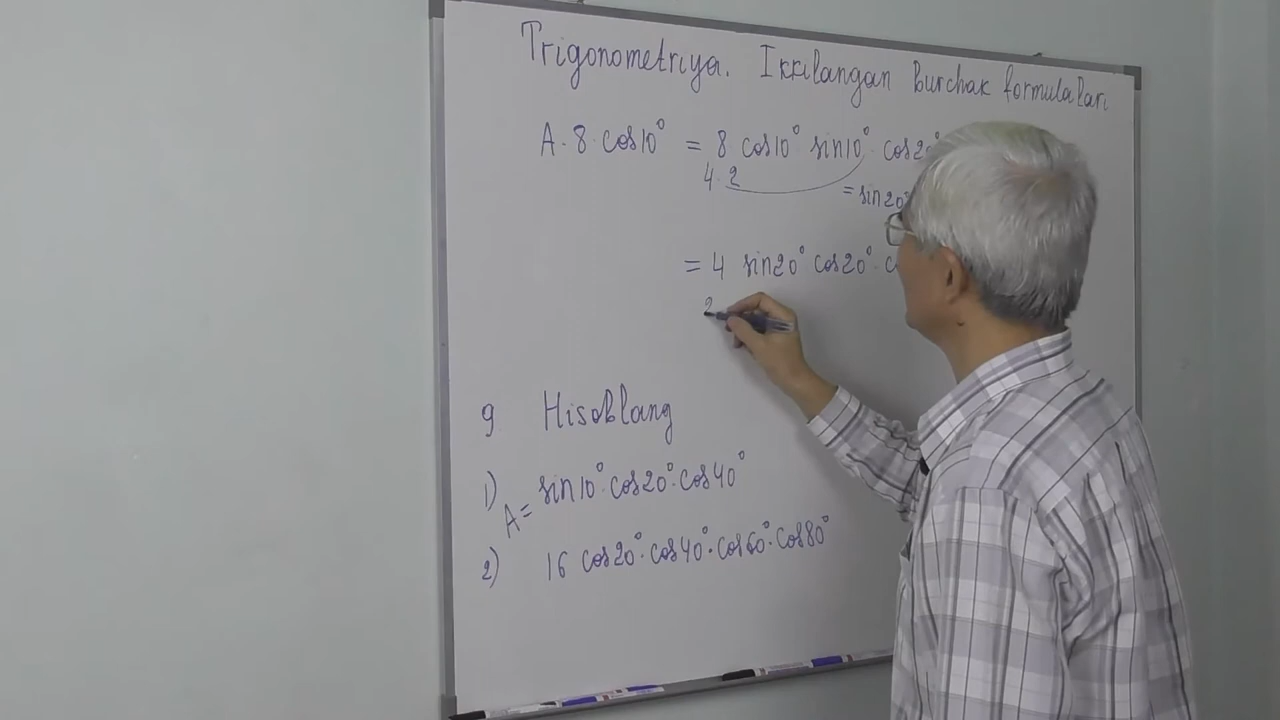 Trigonometriya. Ikkilangan burchak formulalari
A · 8 · cos10° = 8 cos10° sin10° · cos20°
4 · 2
= sin20°
= 4 sin20° cos20° ·
2
9 Hisoblang
1) A = sin10° · cos20° · cos40°
2) 16 cos20° · cos40° · cos60° · cos80°